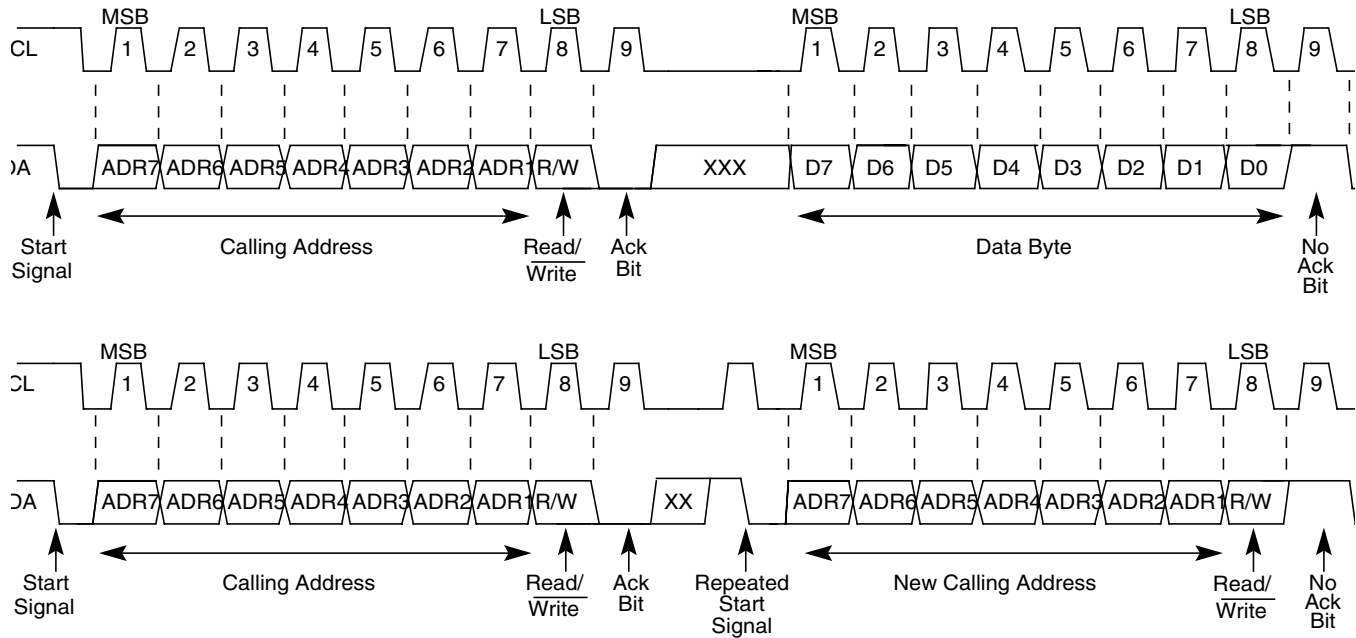 MSB LSB MSB LSB
CL 1 2 3 4 5 6 7 8 9 1 2 3 4 5 6 7 8 9
DA ADR7 ADR6 ADR5 ADR4 ADR3 ADR2 ADR1 R/W XXX D7 D6 D5 D4 D3 D2 D1 D0
Start Signal
Calling Address
Read/ Write
Ack Bit
Data Byte
No Ack Bit
MSB LSB MSB LSB
CL 1 2 3 4 5 6 7 8 9 1 2 3 4 5 6 7 8 9
DA ADR7 ADR6 ADR5 ADR4 ADR3 ADR2 ADR1 R/W XX ADR7 ADR6 ADR5 ADR4 ADR3 ADR2 ADR1 R/W
Start Signal
Calling Address
Read/ Write
Ack Bit
Repeated Start Signal
New Calling Address
Read/ Write
No Ack Bit